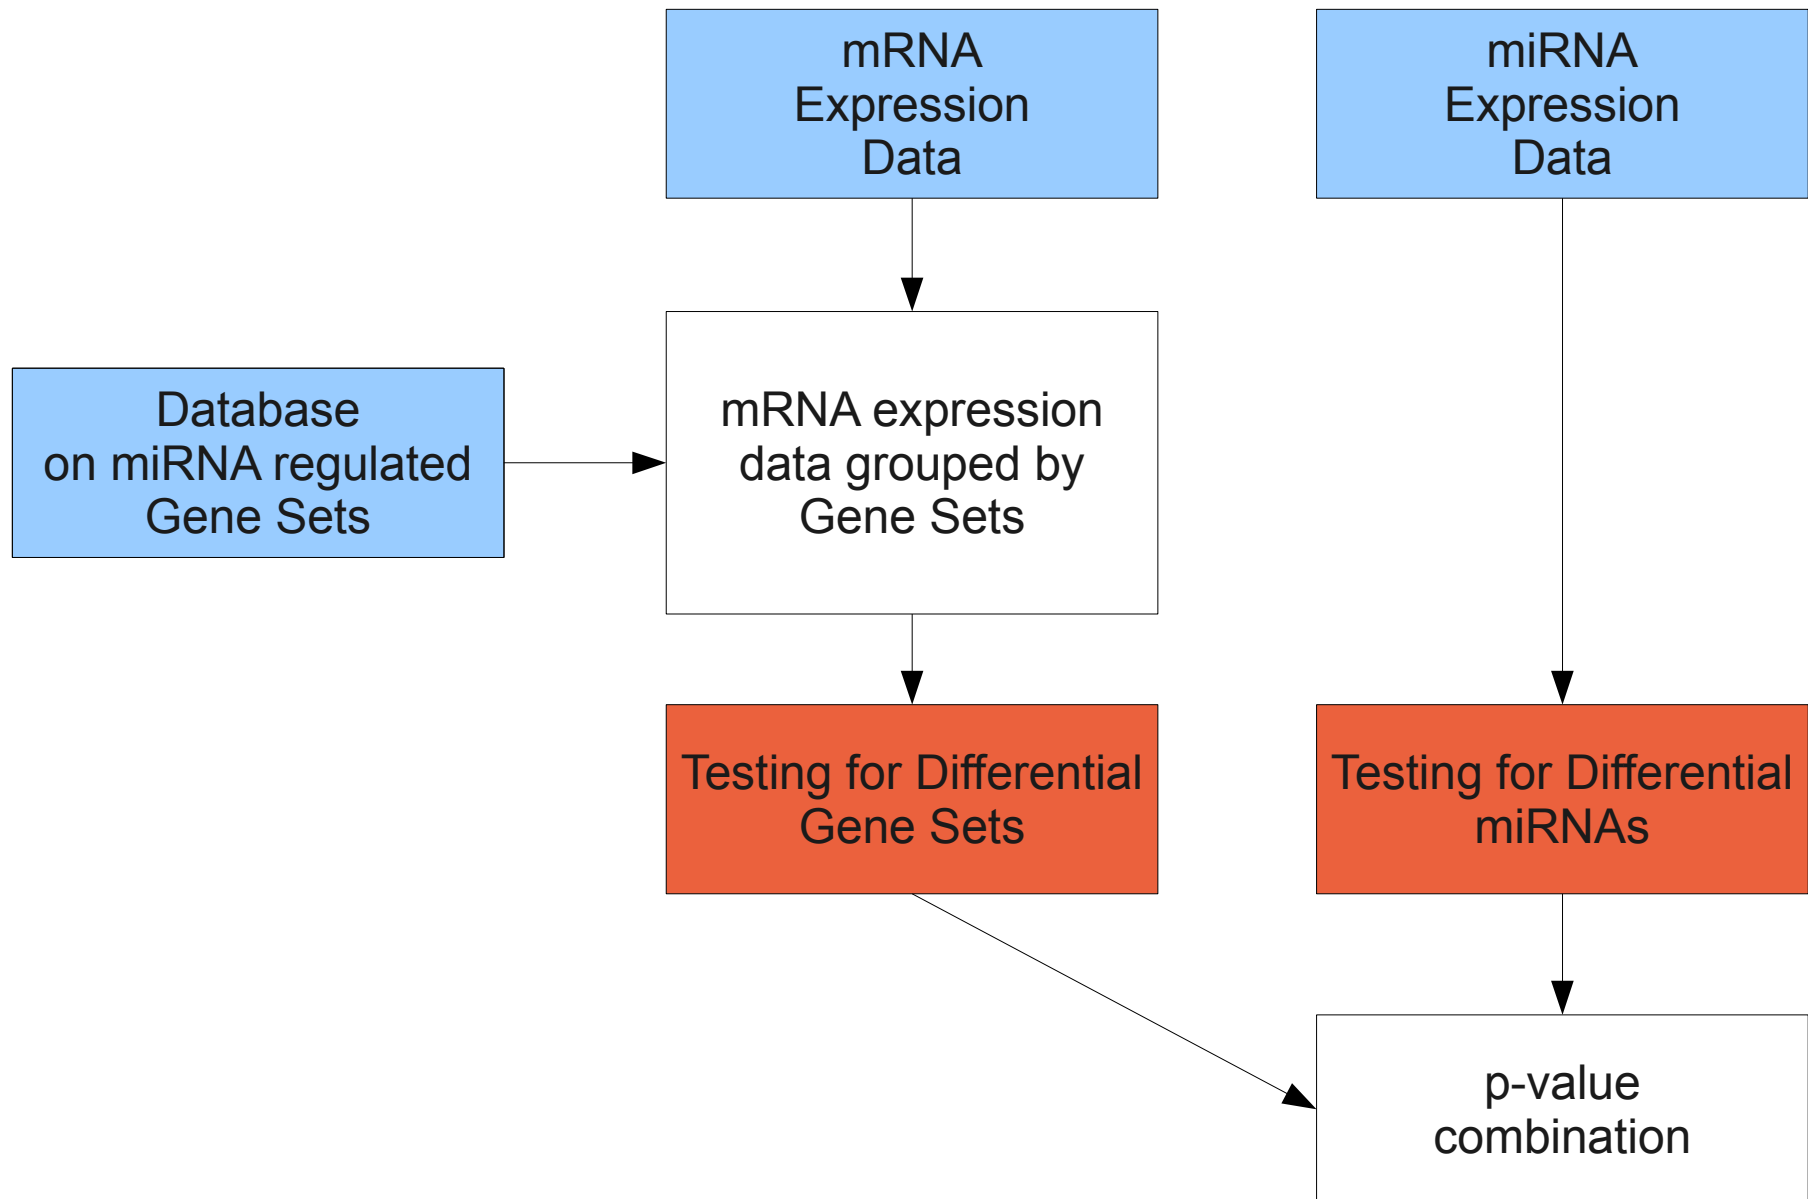 mRNA
Expression
Data
miRNA
Expression
Data
Database
on miRNA regulated
Gene Sets
mRNA expression
data grouped by
Gene Sets
Testing for Differential
Gene Sets
Testing for Differential
miRNAs
p-value
combination